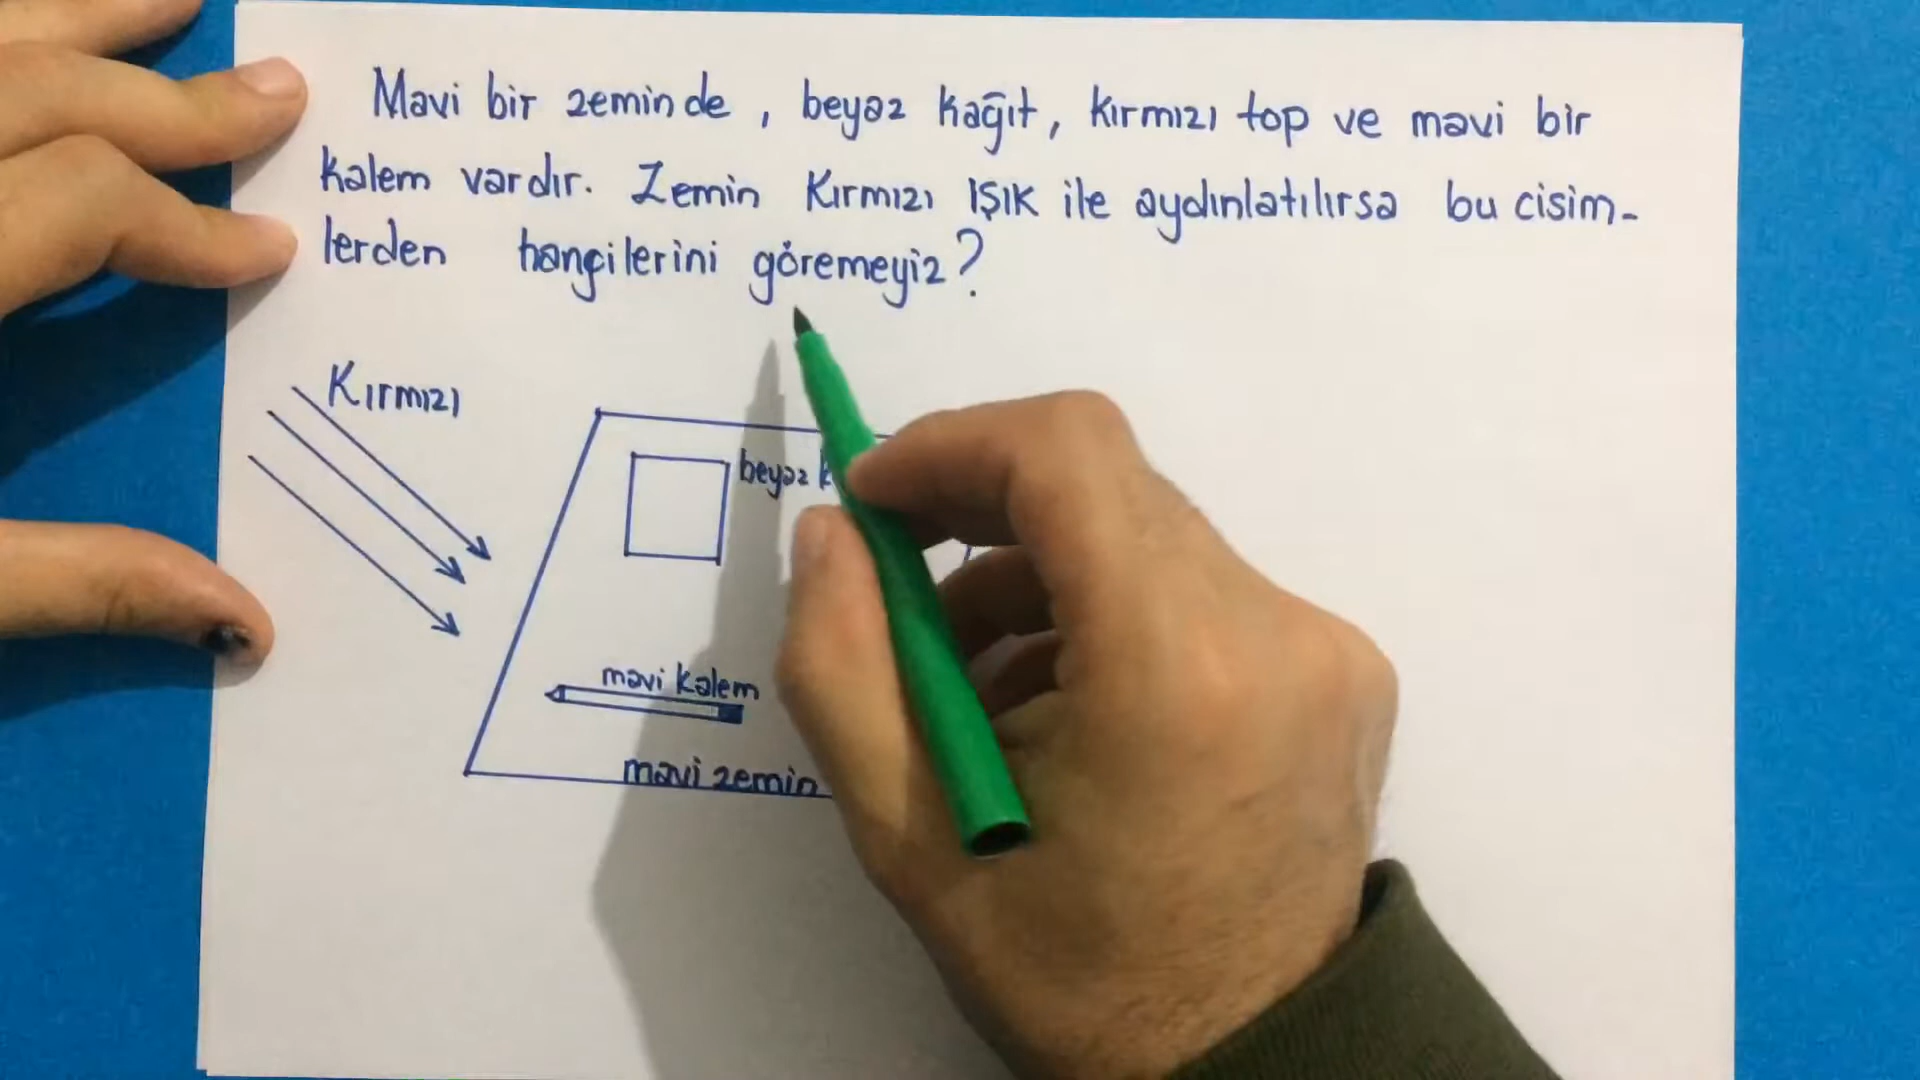 Mavi bir zeminde, beyaz kağıt, kırmızı top ve mavi bir
kalem vardır. Zemin Kırmızı IŞIK ile aydınlatılırsa bu cisim-
lerden hangilerini göremeyiz?
Kırmızı
beyaz k
mavi kalem
mavi zemin